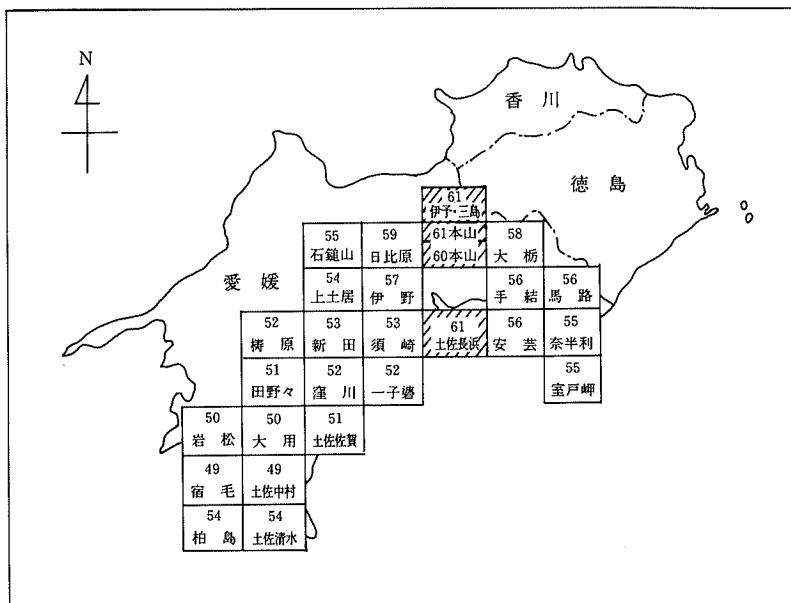 N
香川
徳島
愛媛
61
伊予・三島
55
石鎚山
59
日比原
61本山
60本山
58
大栃
54
上土居
57
伊野
56
手結
56
馬路
52
梼原
53
新田
53
須崎
61
土佐長浜
56
安芸
55
奈半利
51
田野々
52
窪川
52
一子碆
55
室戸岬
50
岩松
50
大用
51
土佐佐賀
49
宿毛
49
土佐中村
54
柏島
54
土佐清水